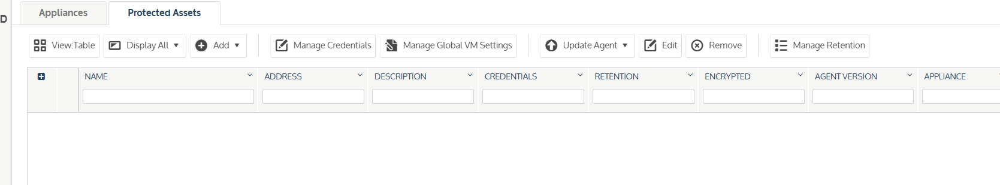 Appliances Protected Assets
D
View:Table Display All Add Manage Credentials Manage Global VM Settings Update Agent Edit Remove Manage Retention
NAME ADDRESS DESCRIPTION CREDENTIALS RETENTION ENCRYPTED AGENT VERSION APPLIANCE